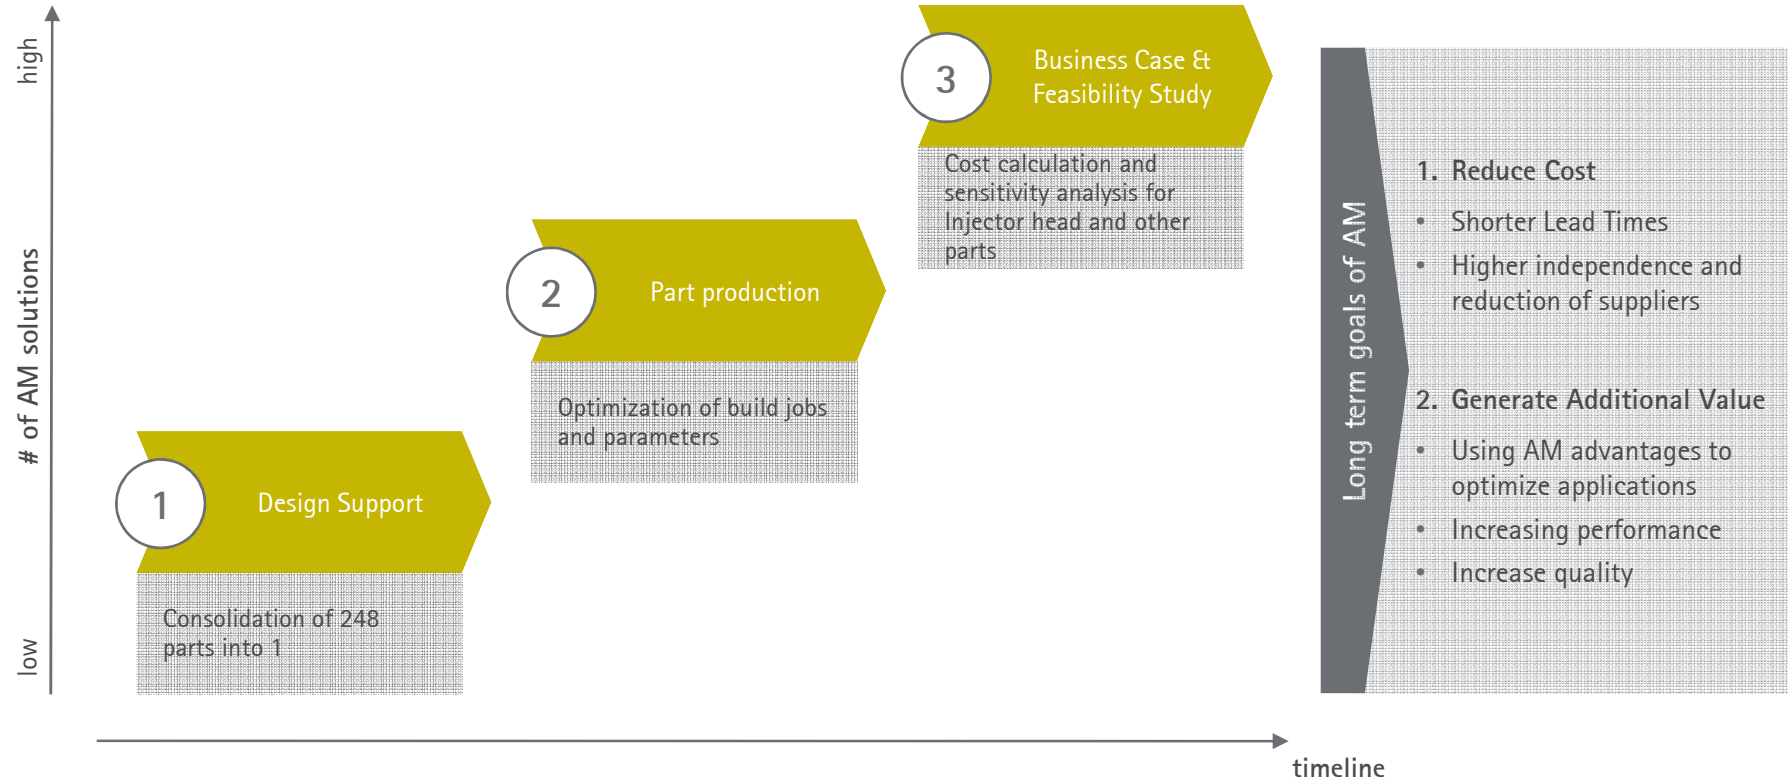 high
# of AM solutions
low
1
Design Support
Consolidation of 248
parts into 1
2
Part production
Optimization of build jobs
and parameters
3
Business Case &
Feasibility Study
Cost calculation and
sensitivity analysis for
Injector head and other
parts
timeline
Long term goals of AM
1. Reduce Cost
• Shorter Lead Times
• Higher independence and
reduction of suppliers
2. Generate Additional Value
• Using AM advantages to
optimize applications
• Increasing performance
• Increase quality